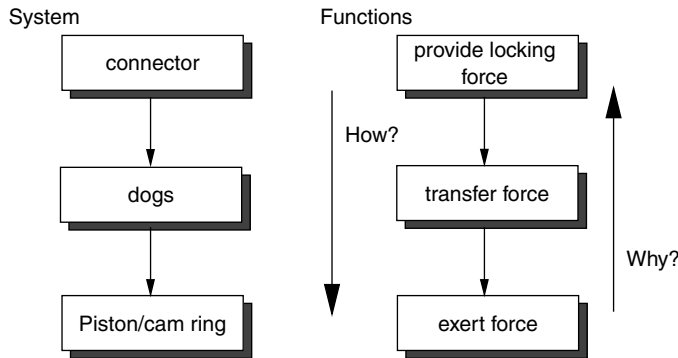 System
Functions
connector
provide locking
force
How?
dogs
transfer force
Why?
Piston/cam ring
exert force